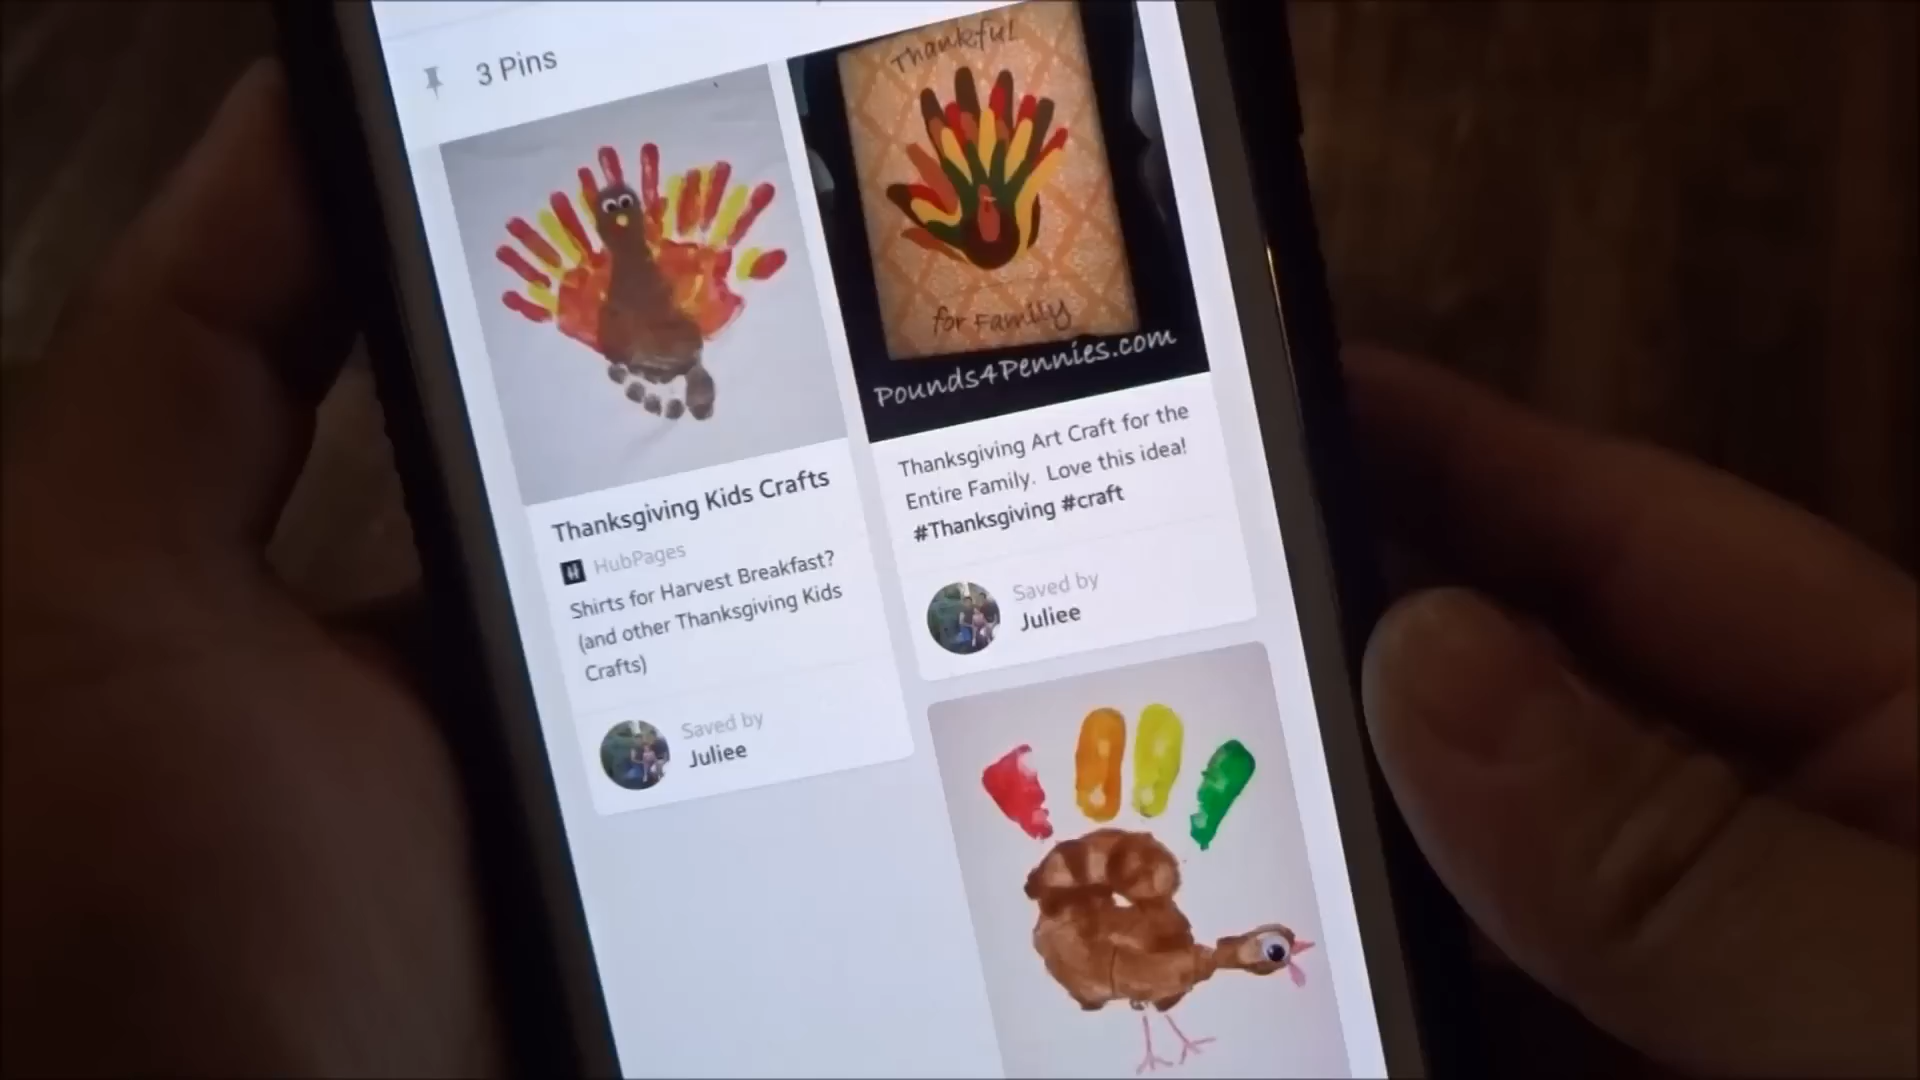 3 Pins
Thankful
for Family
Pounds4Pennies.com
Thanksgiving Kids Crafts
HubPages
Shirts for Harvest Breakfast?
(and other Thanksgiving Kids
Crafts)
Saved by
Juliee
Thanksgiving Art Craft for the
Entire Family. Love this idea!
#Thanksgiving #craft
Saved by
Juliee